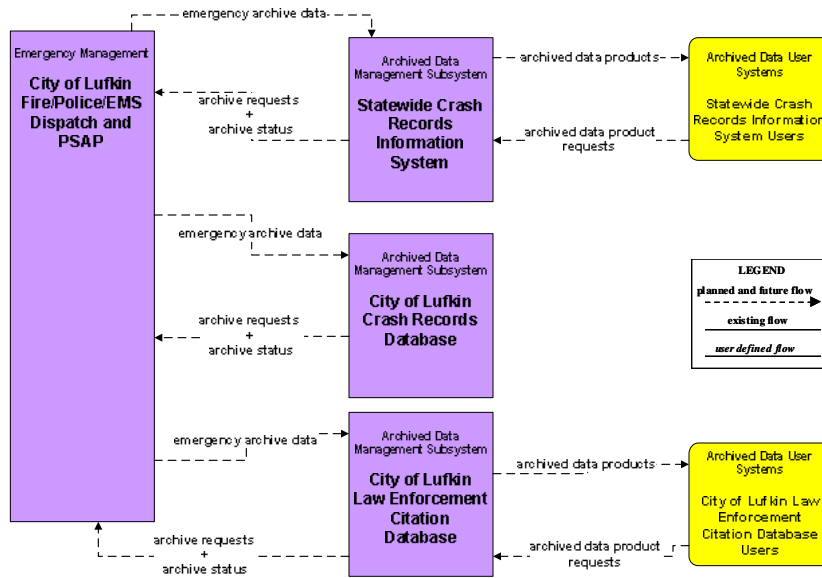 emergency archive data
Emergency Management
City of Lufkin
Fire/Police/EMS
Dispatch and
PSAP
archive requests
+
archive status
Archived Data
Management Subsystem
Statewide Crash
Records
Information
System
archived data products
archived data product
requests
Archived Data User
Systems
Statewide Crash
Records Information
System Users
emergency archive data
Archived Data
Management Subsystem
City of Lufkin
Crash Records
Database
archive requests
+
archive status
LEGEND
planned and future flow
existing flow
user defined flow
emergency archive data
Archived Data
Management Subsystem
City of Lufkin
Law Enforcement
Citation
Database
archived data products
archived data product
requests
Archived Data User
Systems
City of Lufkin Law
Enforcement
Citation Database
Users
archive requests
+
archive status